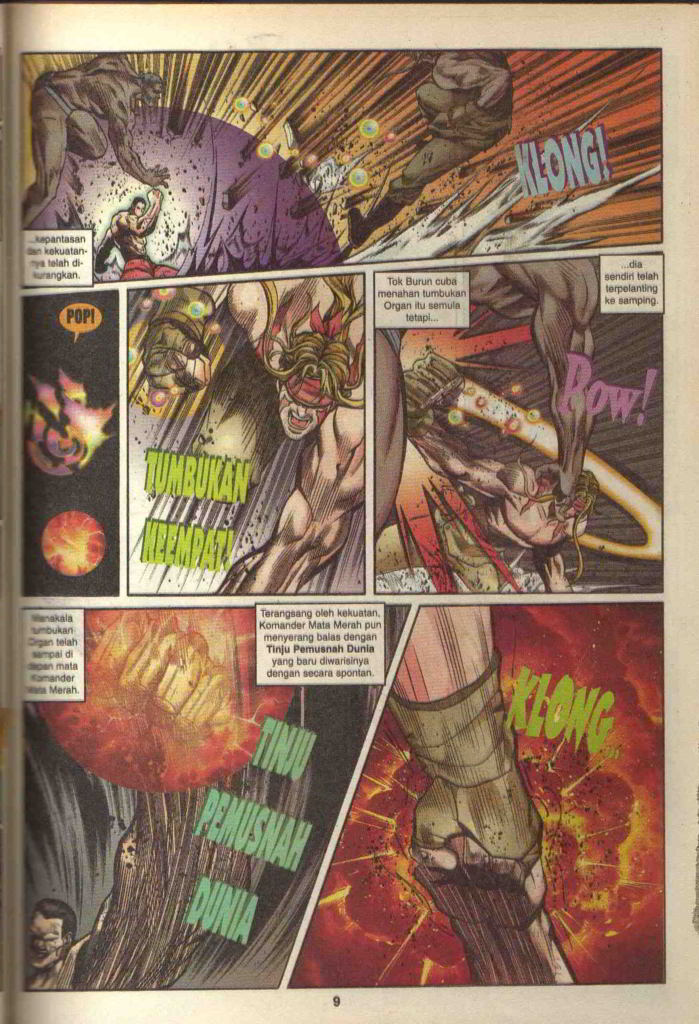 KLONG!
...kepantasan
dan kekuatan-
nya telah di-
kurangkan.
POP!
TUMBUKAN
KEEMPAT!
Tok Burun cuba
menahan tumbukan
Organ itu semula
tetapi...
...dia
sendiri telah
terpelanting
ke samping.
POW!
Manakala
tumbukan
Organ telah
sampai di
depan mata
Komander
Mata Merah.
Terangsang oleh kekuatan,
Komander Mata Merah pun
menyerang balas dengan
Tinju Pemusnah Dunia
yang baru diwarisinya
dengan secara spontan.
TINJU
PEMUSNAH
DUNIA
KLONG
9